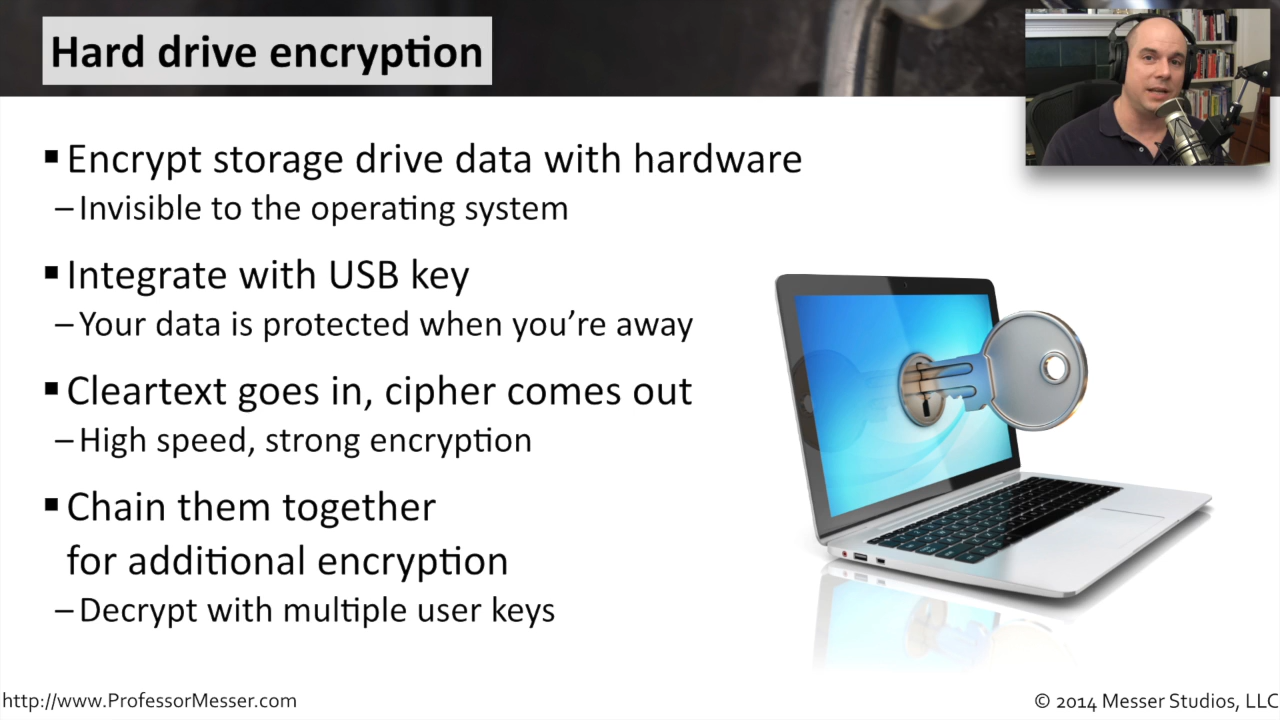 Hard drive encryption
▪ Encrypt storage drive data with hardware
– Invisible to the operating system
▪ Integrate with USB key
– Your data is protected when you’re away
▪ Cleartext goes in, cipher comes out
– High speed, strong encryption
▪ Chain them together
for additional encryption
– Decrypt with multiple user keys
http://www.ProfessorMesser.com
© 2014 Messer Studios, LLC